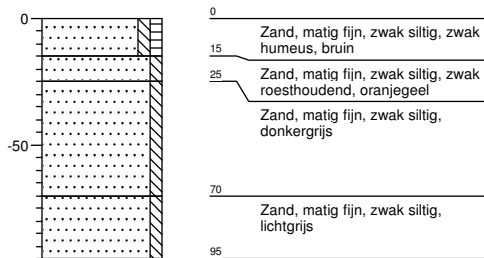 0
-50
0
Zand, matig fijn, zwak siltig, zwak
humeus, bruin
15
Zand, matig fijn, zwak siltig, zwak
roesthoudend, oranjegeel
25
Zand, matig fijn, zwak siltig,
donkergrijs
70
Zand, matig fijn, zwak siltig,
lichtgrijs
95